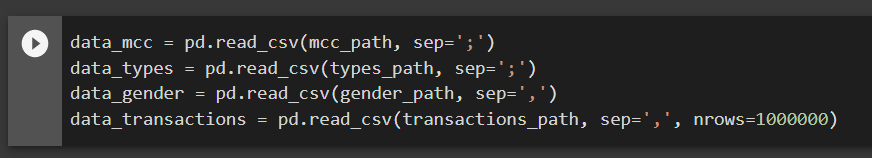 data_mcc = pd.read_csv(mcc_path, sep=';')
data_types = pd.read_csv(types_path, sep=';')
data_gender = pd.read_csv(gender_path, sep=',')
data_transactions = pd.read_csv(transactions_path, sep=',', nrows=1000000)